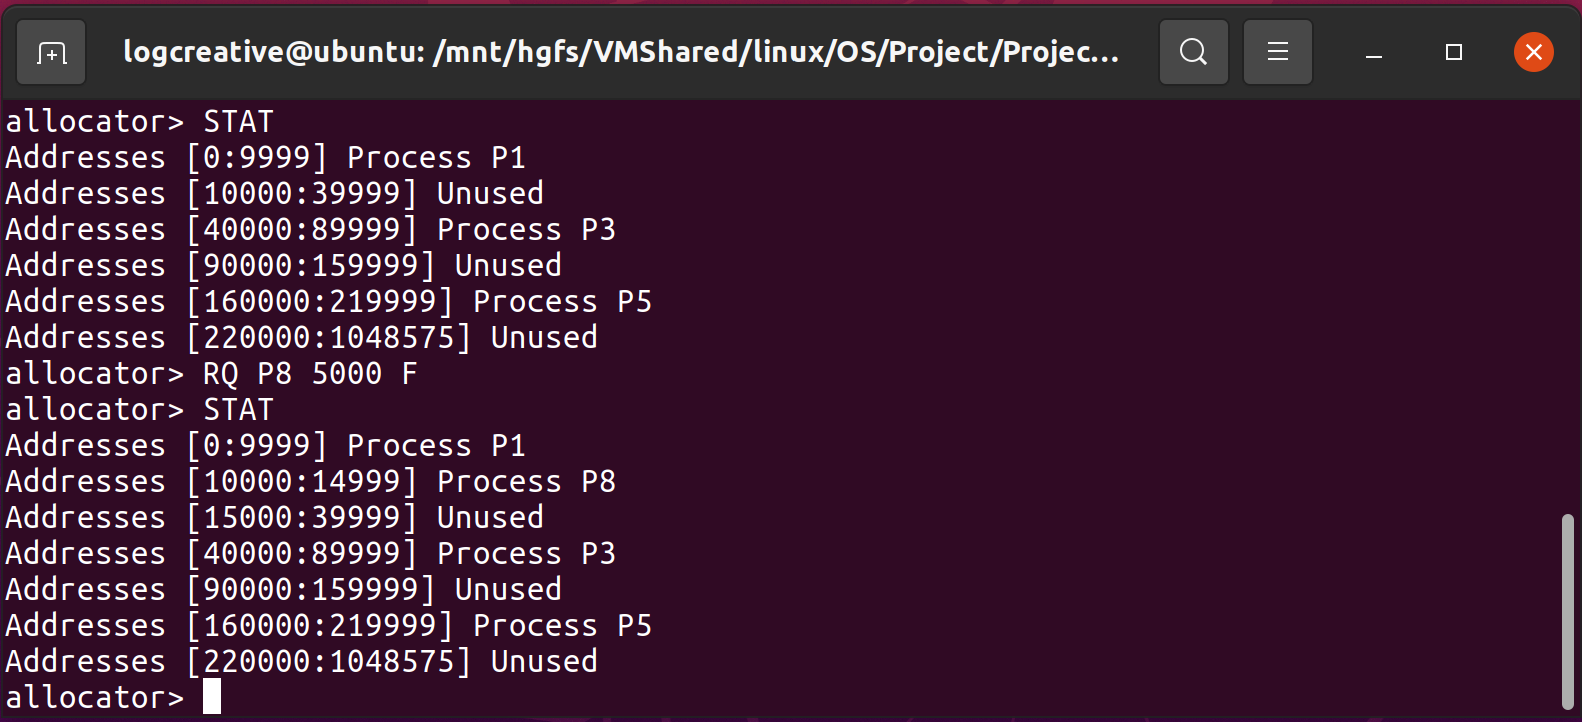 logcreative@ubuntu: /mnt/hgfs/VMShared/linux/OS/Project/Projec...
allocator> STAT
Addresses [0:9999] Process P1
Addresses [10000:39999] Unused
Addresses [40000:89999] Process P3
Addresses [90000:159999] Unused
Addresses [160000:219999] Process P5
Addresses [220000:1048575] Unused
allocator> RQ P8 5000 F
allocator> STAT
Addresses [0:9999] Process P1
Addresses [10000:14999] Process P8
Addresses [15000:39999] Unused
Addresses [40000:89999] Process P3
Addresses [90000:159999] Unused
Addresses [160000:219999] Process P5
Addresses [220000:1048575] Unused
allocator>